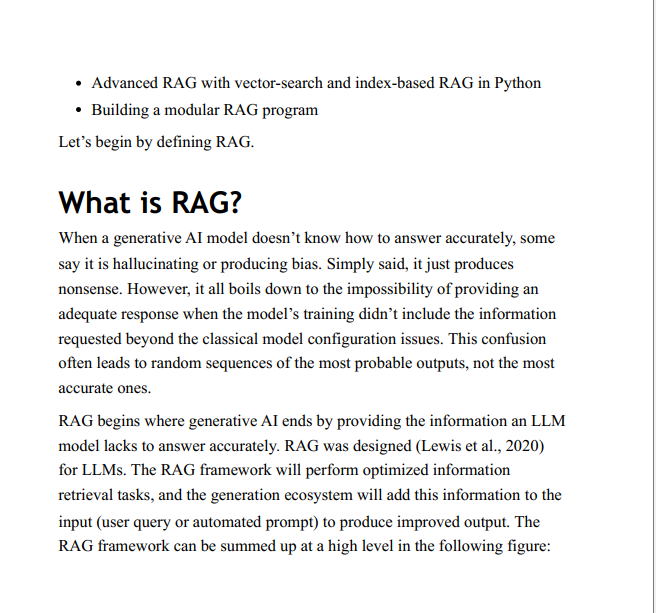 • Advanced RAG with vector-search and index-based RAG in Python
• Building a modular RAG program
Let’s begin by defining RAG.
What is RAG?
When a generative AI model doesn’t know how to answer accurately, some
say it is hallucinating or producing bias. Simply said, it just produces
nonsense. However, it all boils down to the impossibility of providing an
adequate response when the model’s training didn’t include the information
requested beyond the classical model configuration issues. This confusion
often leads to random sequences of the most probable outputs, not the most
accurate ones.
RAG begins where generative AI ends by providing the information an LLM
model lacks to answer accurately. RAG was designed (Lewis et al., 2020)
for LLMs. The RAG framework will perform optimized information
retrieval tasks, and the generation ecosystem will add this information to the
input (user query or automated prompt) to produce improved output. The
RAG framework can be summed up at a high level in the following figure: